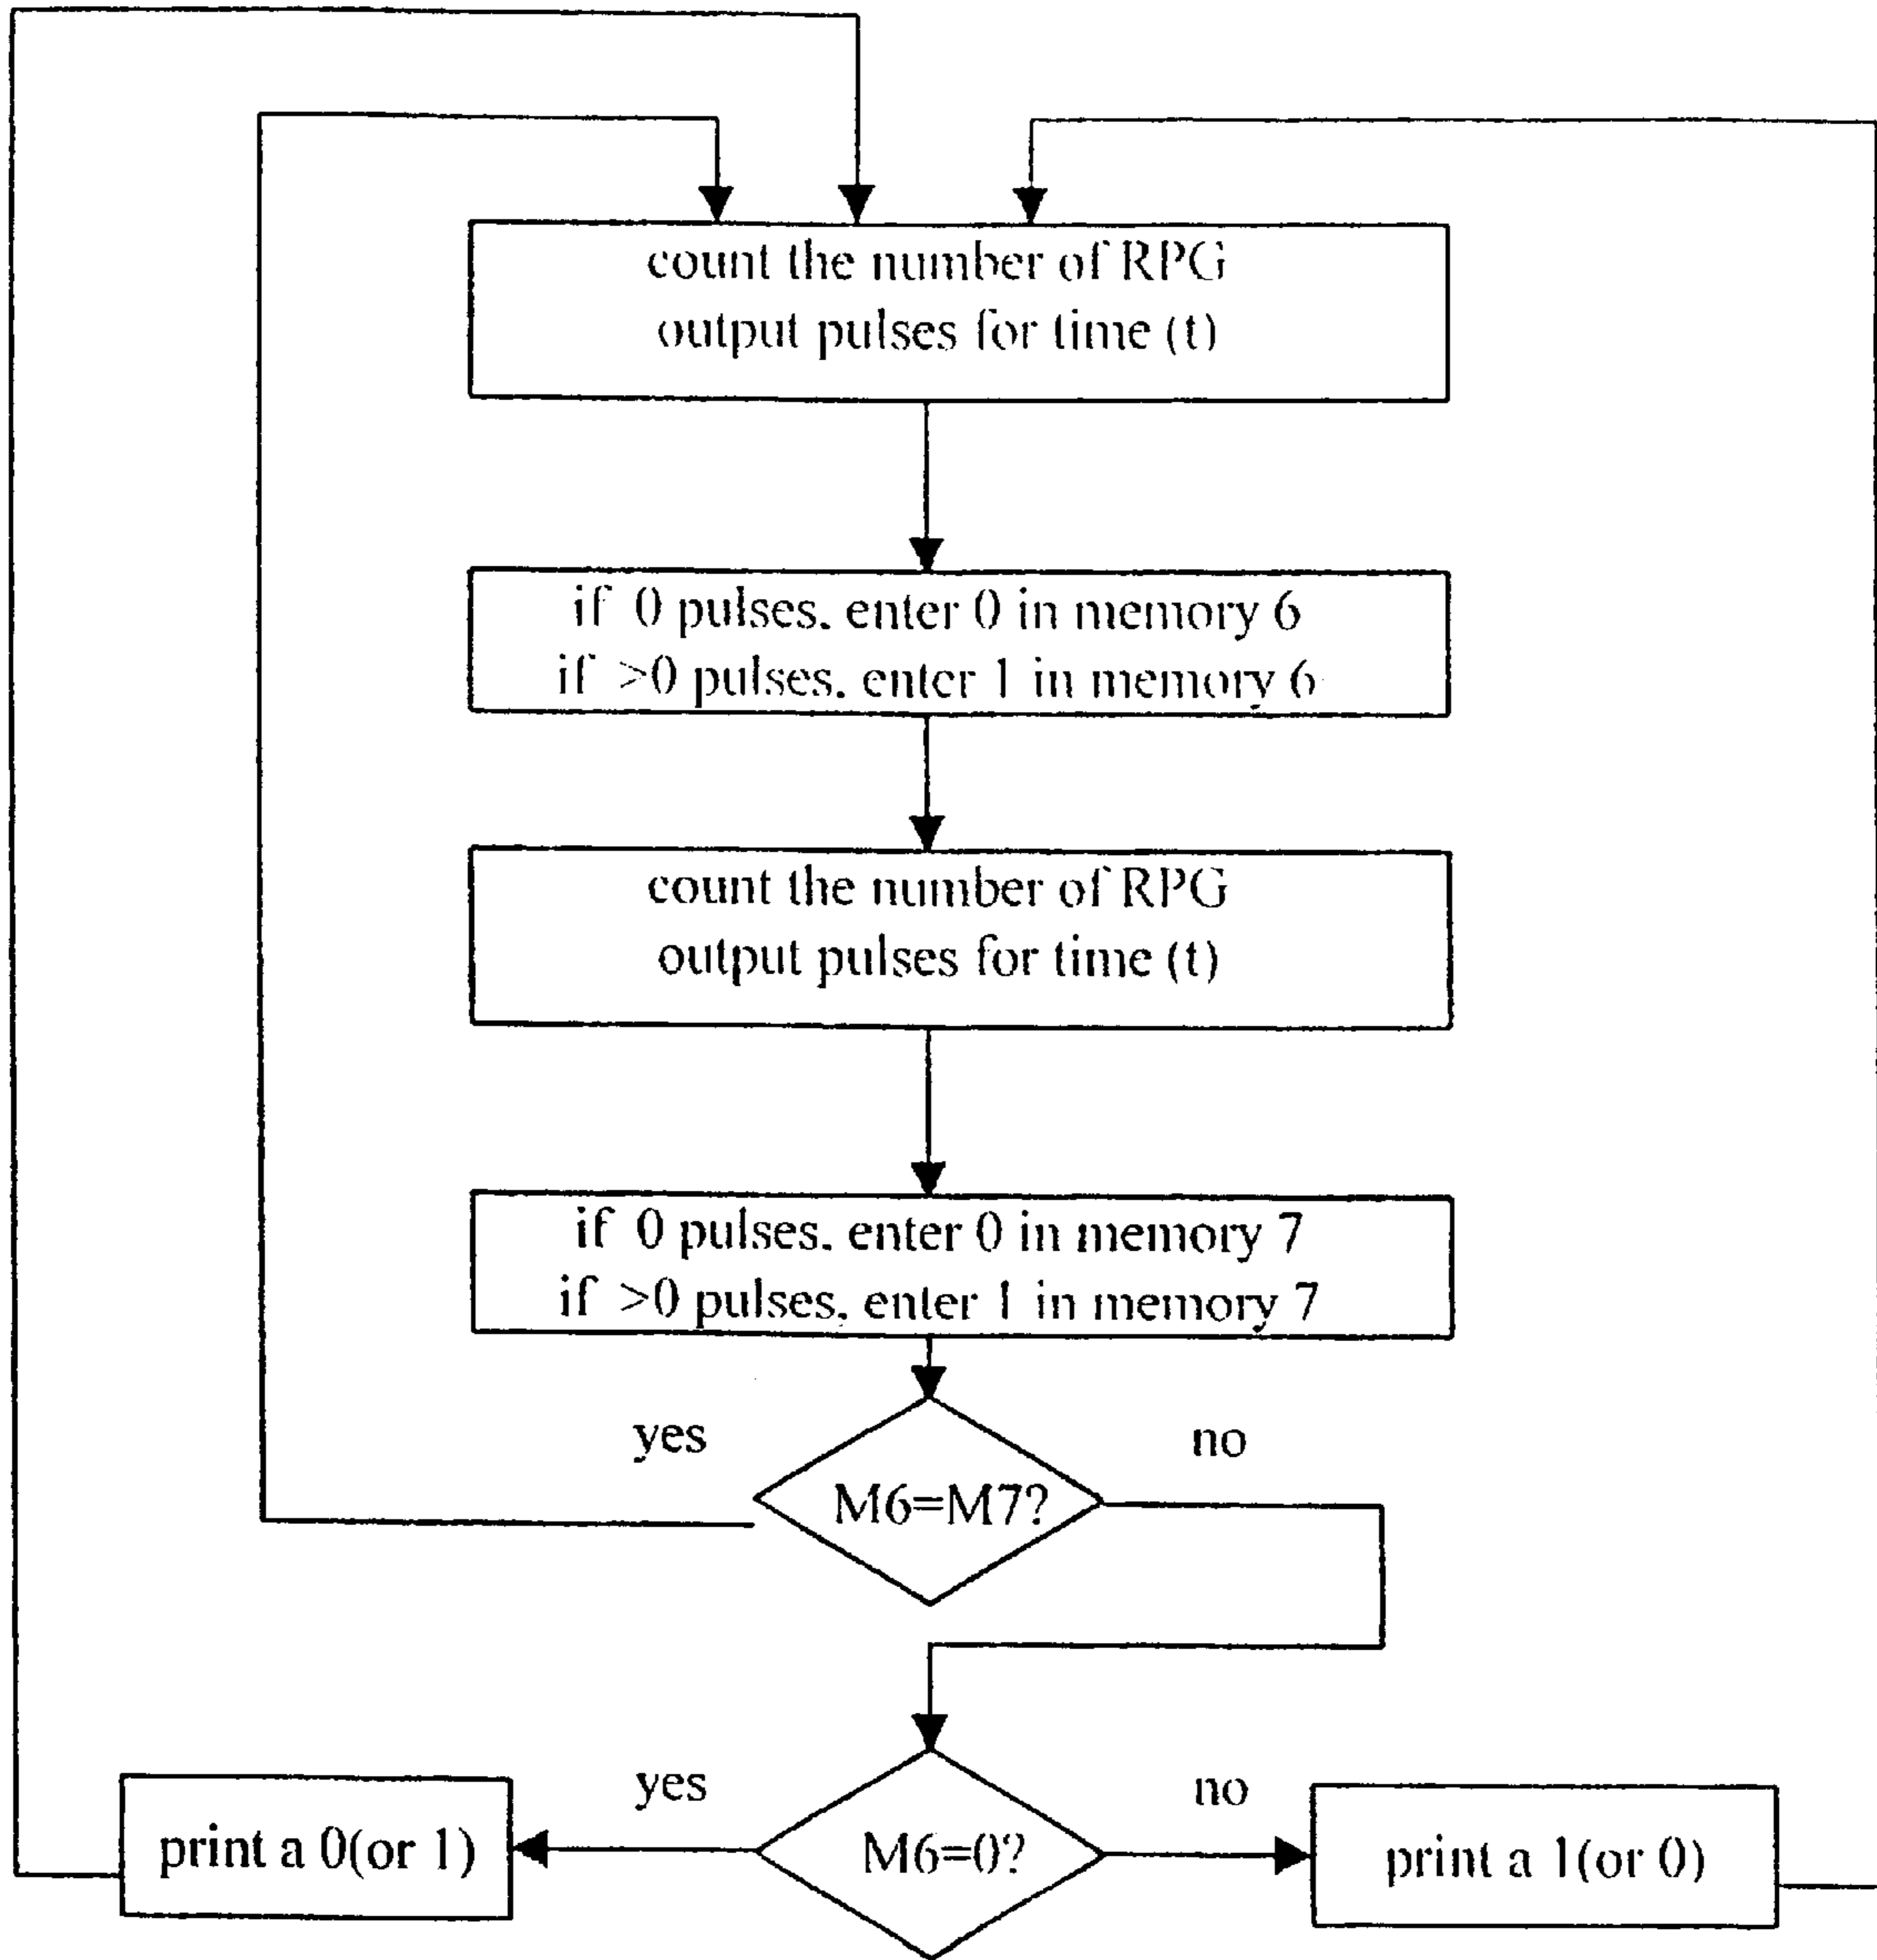 count the number of RPG
output pulses for time (t)
if 0 pulses. enter 0 in memory 6
if >0 pulses. enter 1 in memory 6
count the number of RPG
output pulses for time (t)
if 0 pulses. enter 0 in memory 7
if >0 pulses. enter 1 in memory 7
yes
no
M6=M7?
yes
no
print a 0(or 1)
M6=0?
print a 1(or 0)